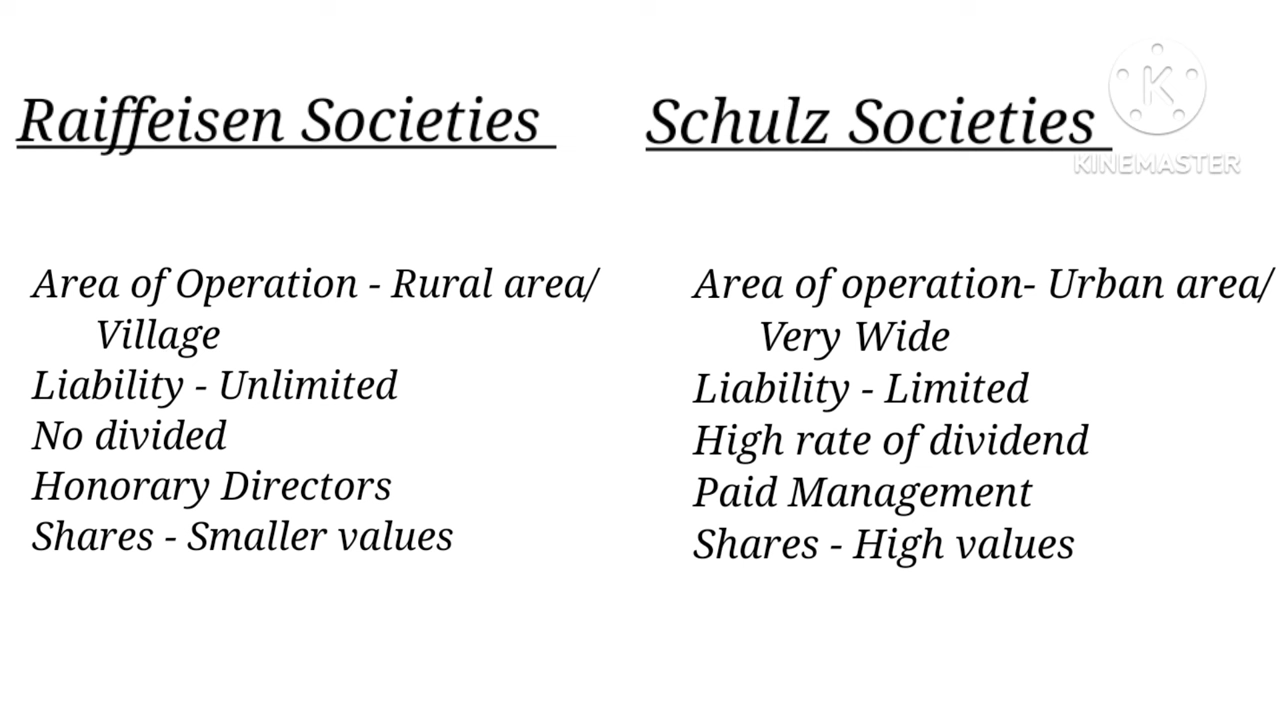 Raiffeisen Societies
Area of Operation - Rural area/
Village
Liability - Unlimited
No divided
Honorary Directors
Shares - Smaller values
Schulz Societies
K
KINEMASTER
Area of operation- Urban area/
Very Wide
Liability - Limited
High rate of dividend
Paid Management
Shares - High values